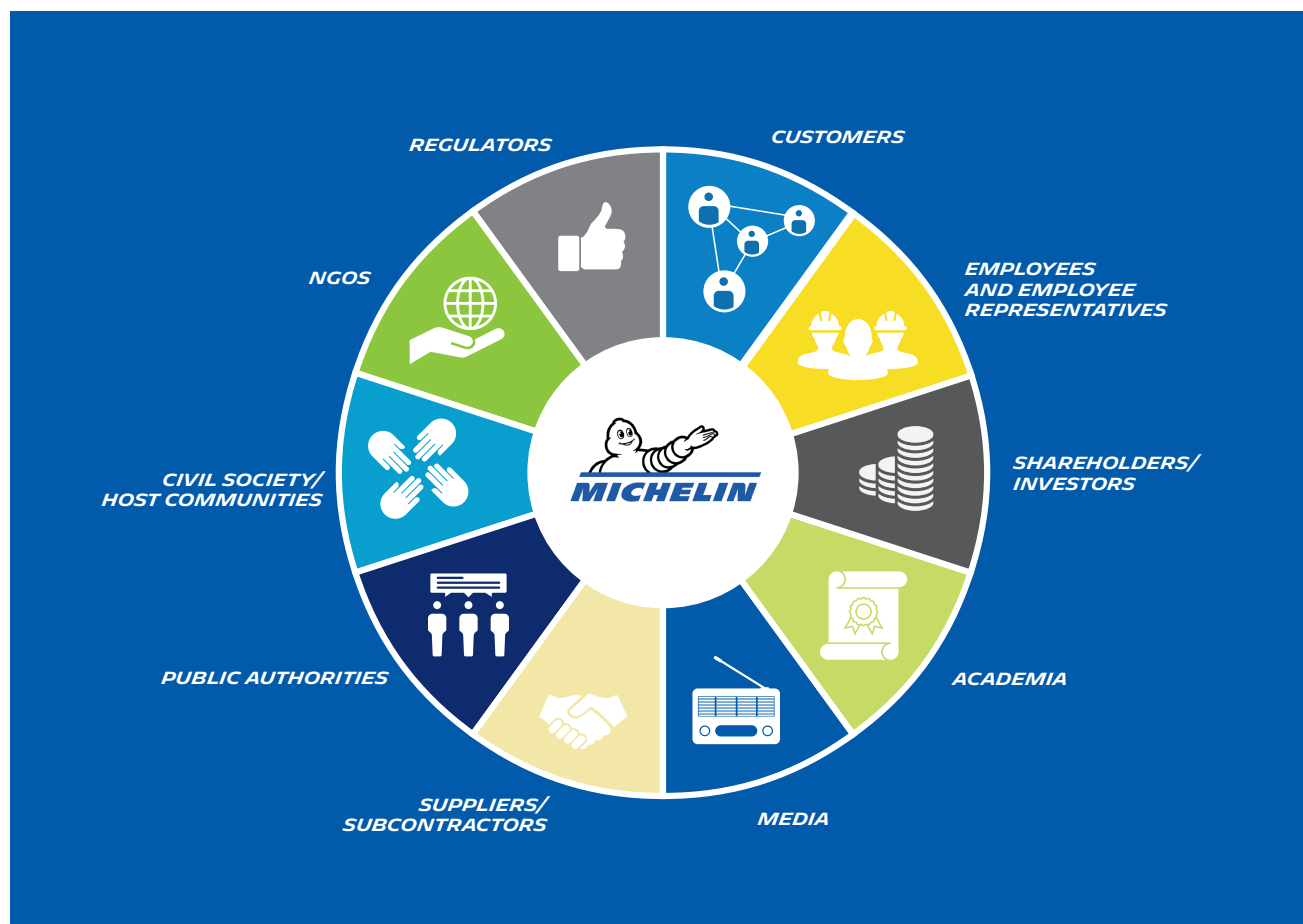 REGULATORS
CUSTOMERS
NGOS
EMPLOYEES
AND EMPLOYEE
REPRESENTATIVES
CIVIL SOCIETY/
HOST COMMUNITIES
MICHELIN
SHAREHOLDERS/
INVESTORS
PUBLIC AUTHORITIES
ACADEMIA
SUPPLIERS/
SUBCONTRACTORS
MEDIA